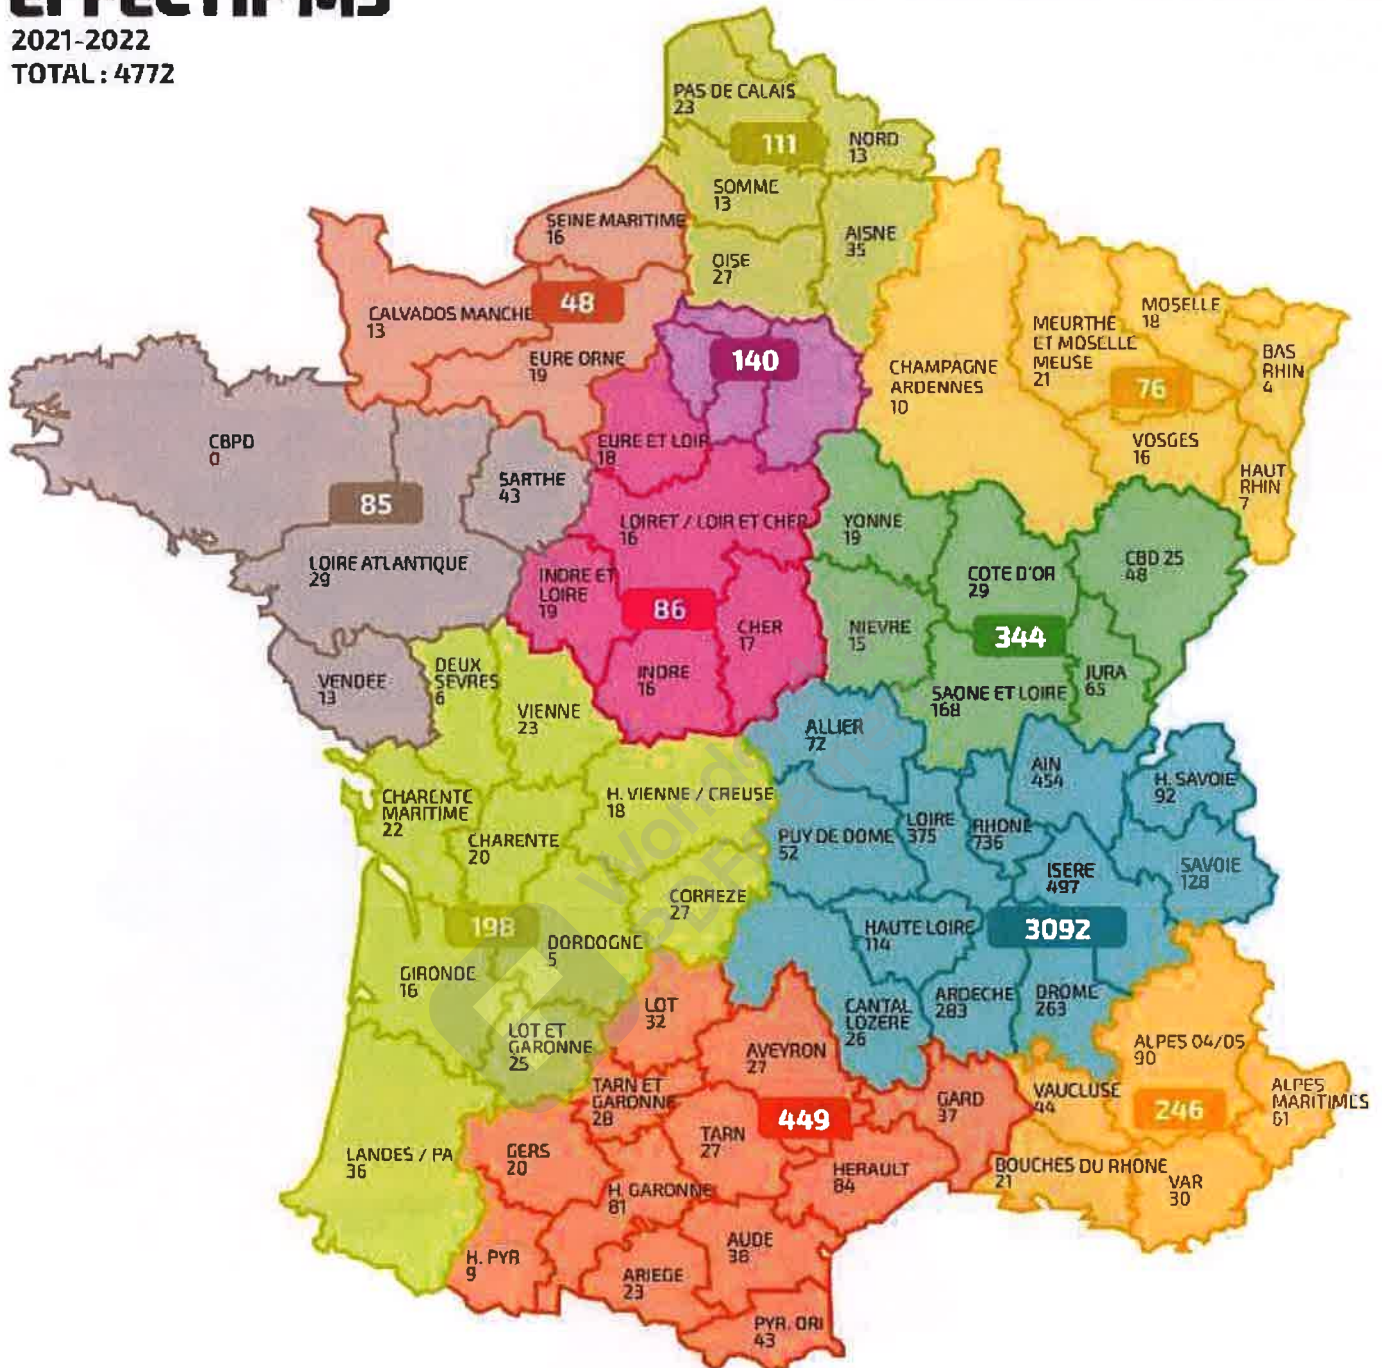 EFFECTIF M3
2021-2022
TOTAL : 4772
PAS DE CALAIS
23
111
NORD
13
SOMME
13
AISNE
35
OISE
27
SEINE MARITIME
16
48
CALVADOS MANCHE
13
EURE ORNE
19
140
CHAMPAGNE
ARDENNES
10
MEURTHE
ET MOSELLE
MEUSE
21
MOSELLE
18
76
BAS
RHIN
4
VOSGES
16
HAUT
RHIN
7
CBPD
0
85
SARTHE
43
LOIRE ATLANTIQUE
29
VENDEE
13
EURE ET LOIR
18
LOIRET / LOIR ET CHER
16
INDRE ET
LOIRE
19
86
CHER
17
INDRE
16
YONNE
19
COTE D'OR
29
CBD 25
48
NIEVRE
15
344
SAONE ET LOIRE
168
JURA
65
DEUX
SEVRES
6
VIENNE
23
CHARENTE
MARITIME
22
CHARENTE
20
H. VIENNE / CREUSE
18
CORREZE
27
198
DORDOGNE
5
GIRONDE
16
LOT ET
GARONNE
25
LANDES / PA
36
ALLIER
72
PUY DE DOME
52
LOIRE
375
RHONE
736
AIN
454
H. SAVOIE
92
ISERE
497
SAVOIE
128
HAUTE LOIRE
114
3092
CANTAL
LOZERE
26
ARDECHE
283
DROME
263
LOT
32
AVEYRON
27
TARN ET
GARONNE
28
449
GARD
37
GERS
20
TARN
27
HERAULT
84
H. GARONNE
81
H. PYR
9
ARIEGE
23
AUDE
38
PYR. ORI
43
ALPES 04/05
90
VAUCLUSE
44
246
ALPES
MARITIMES
61
BOUCHES DU RHONE
21
VAR
30